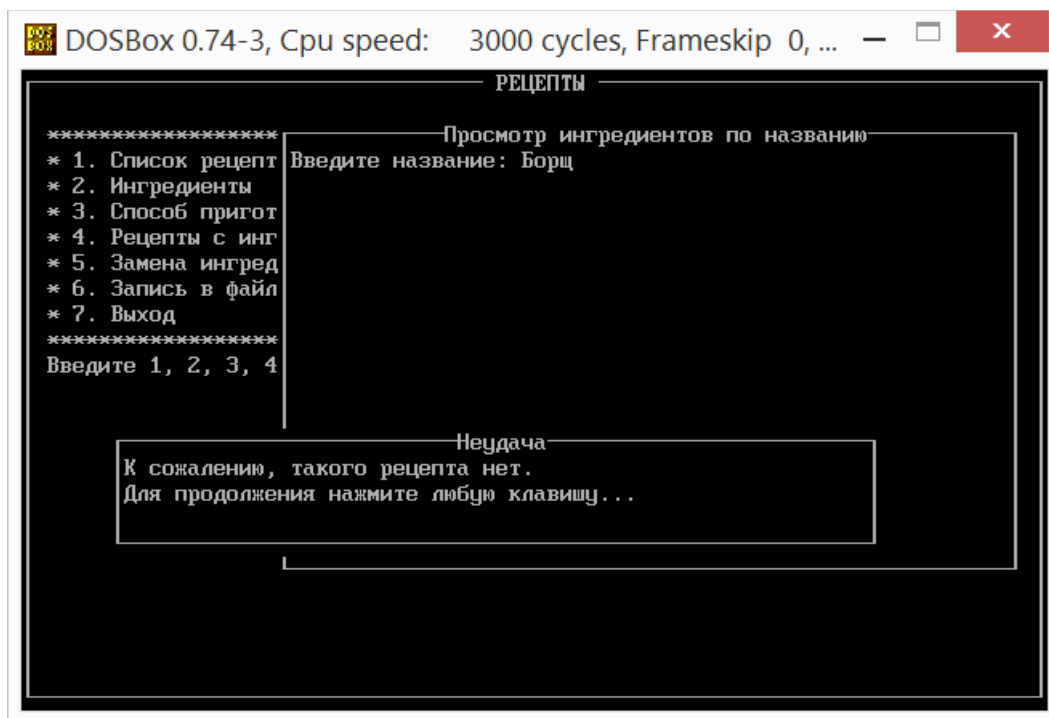 DOSBox 0.74-3, Cpu speed: 3000 cycles, Frameskip 0, ...
РЕЦЕПТЫ
******************
Просмотр ингредиентов по названию
* 1. Список рецепт
Введите название: Борщ
* 2. Ингредиенты
* 3. Способ пригот
* 4. Рецепты с инг
* 5. Замена ингред
* 6. Запись в файл
* 7. Выход
******************
Введите 1, 2, 3, 4
Неудача
К сожалению, такого рецепта нет.
Для продолжения нажмите любую клавишу...